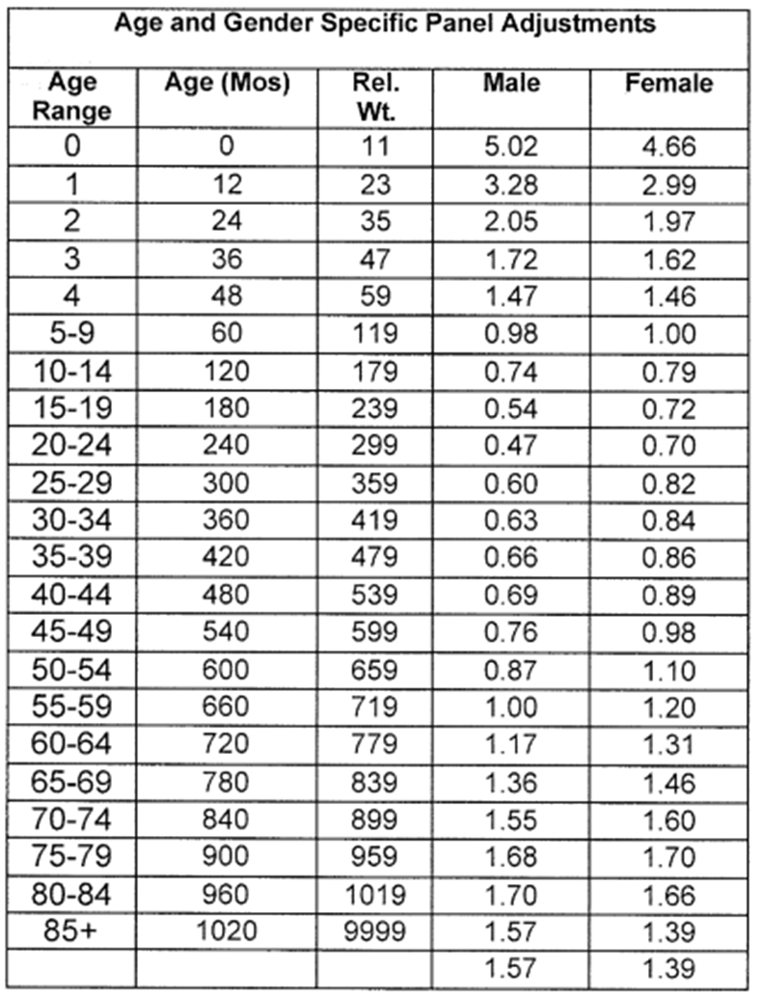 Age and Gender Specific Panel Adjustments
Age Range Age (Mos) Rel. Wt. Male Female
0 0 11 5.02 4.66
1 12 23 3.28 2.99
2 24 35 2.05 1.97
3 36 47 1.72 1.62
4 48 59 1.47 1.46
5-9 60 119 0.98 1.00
10-14 120 179 0.74 0.79
15-19 180 239 0.54 0.72
20-24 240 299 0.47 0.70
25-29 300 359 0.60 0.82
30-34 360 419 0.63 0.84
35-39 420 479 0.66 0.86
40-44 480 539 0.69 0.89
45-49 540 599 0.76 0.98
50-54 600 659 0.87 1.10
55-59 660 719 1.00 1.20
60-64 720 779 1.17 1.31
65-69 780 839 1.36 1.46
70-74 840 899 1.55 1.60
75-79 900 959 1.68 1.70
80-84 960 1019 1.70 1.66
85+ 1020 9999 1.57 1.39
1.57 1.39